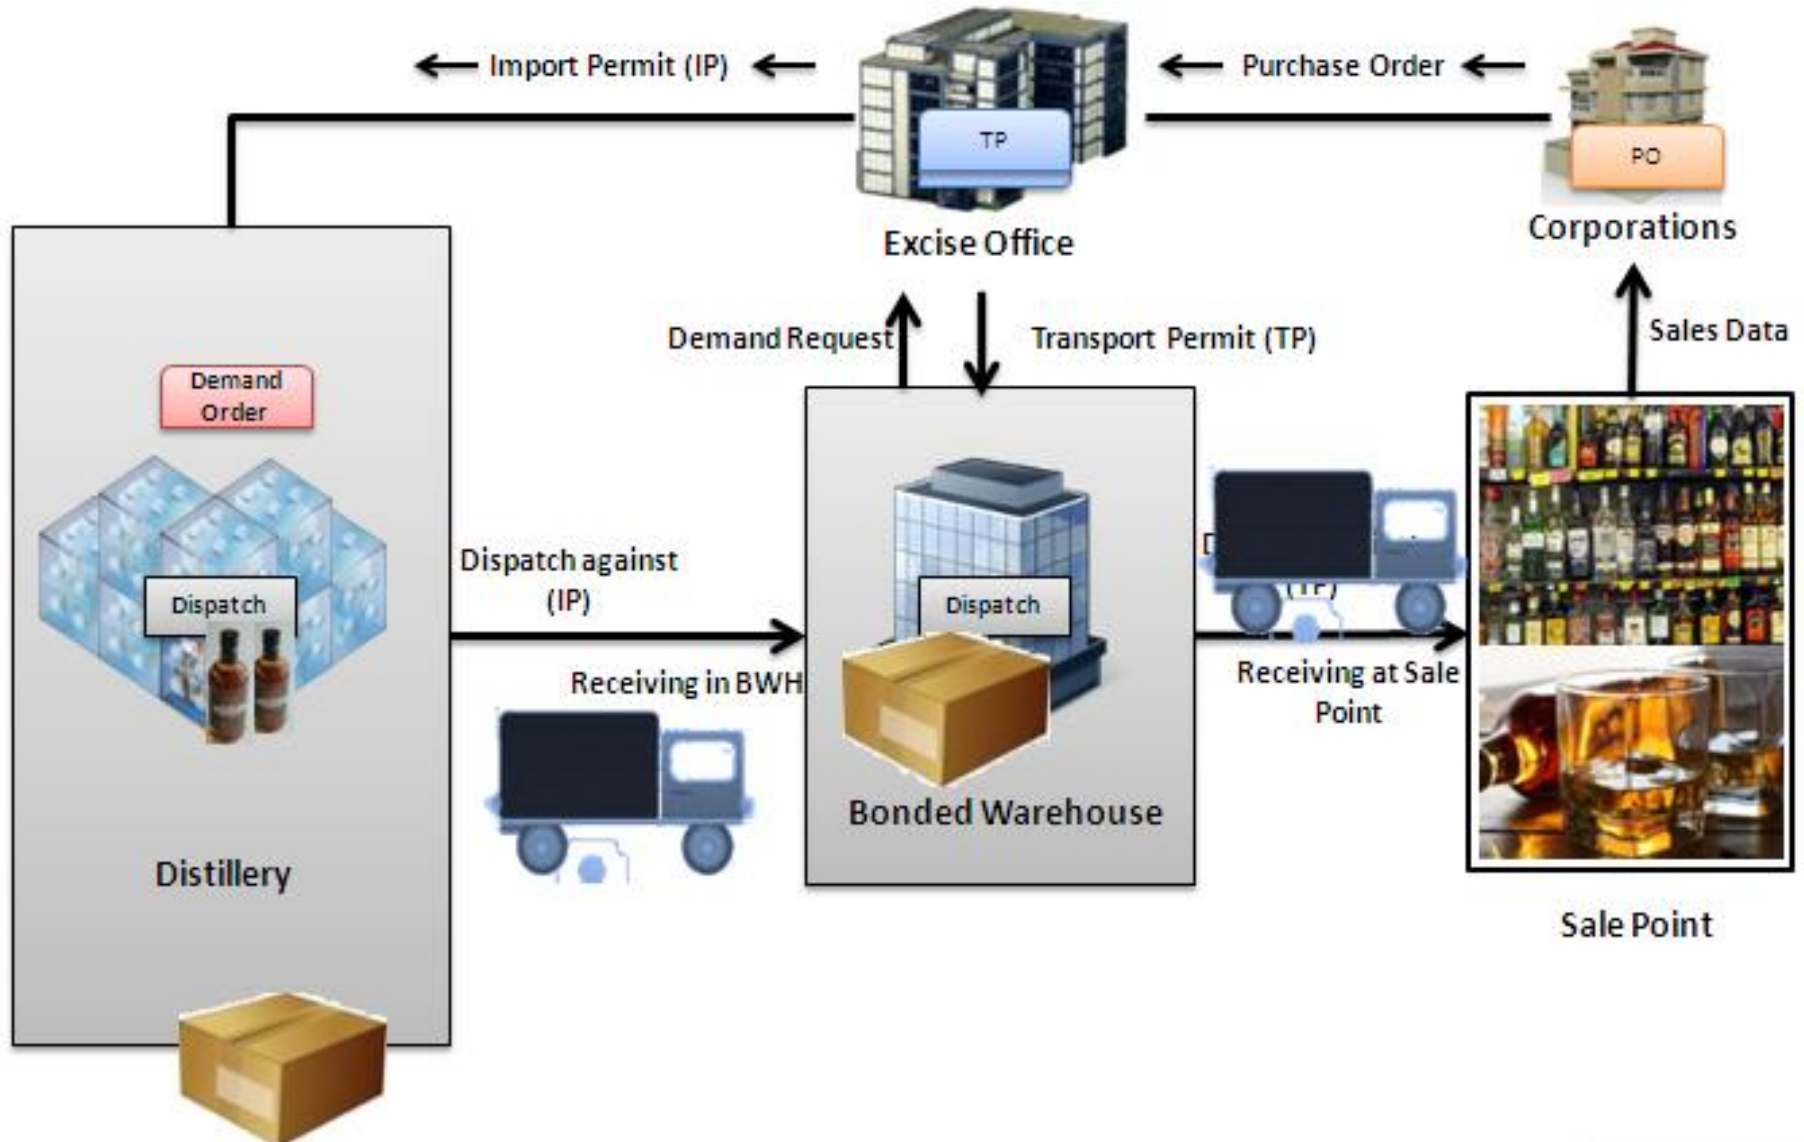 Import Permit (IP)
Purchase Order
TP
PO
Excise Office
Corporations
Demand Request
Transport Permit (TP)
Sales Data
Demand
Order
Dispatch against
(IP)
Dispatch
Dispatch
(TP)
Receiving in BWH
Receiving at Sale
Point
Bonded Warehouse
Distillery
Sale Point